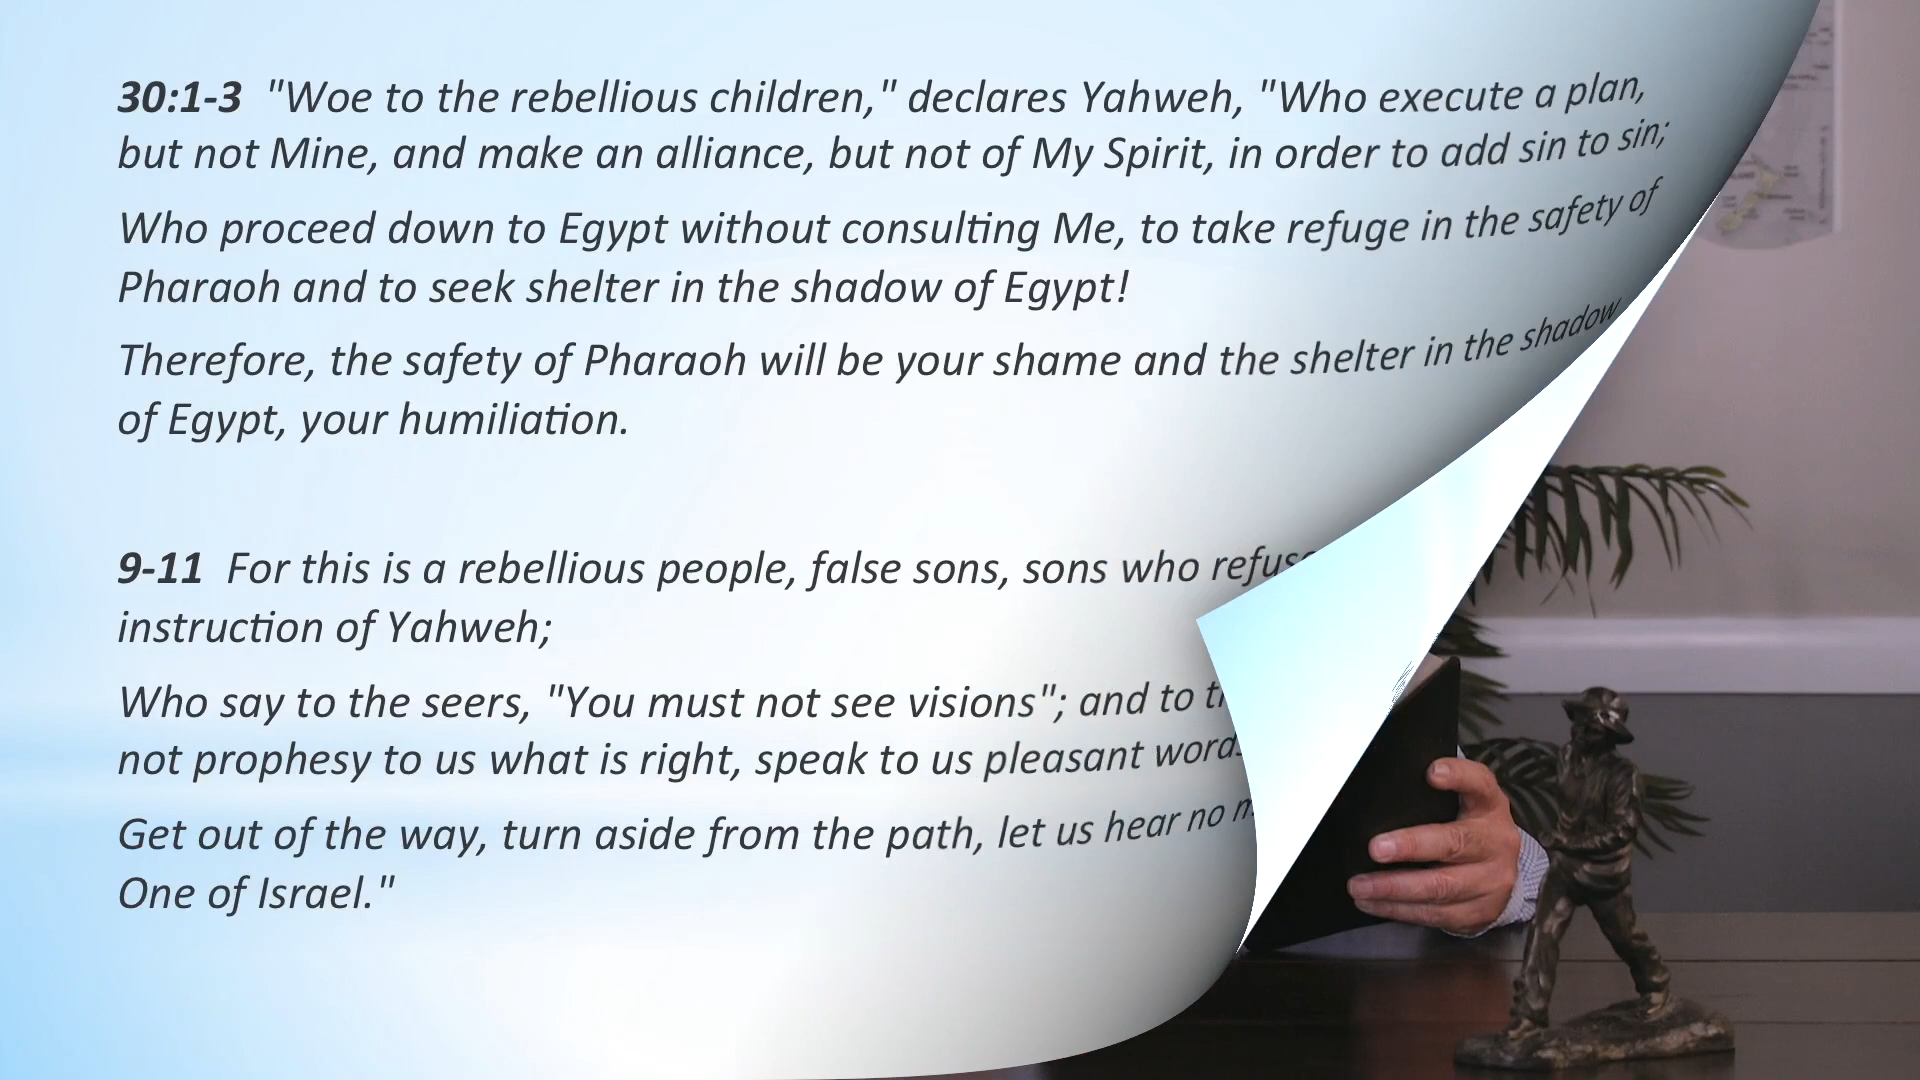 30:1-3 "Woe to the rebellious children," declares Yahweh, "Who execute a plan,
but not Mine, and make an alliance, but not of My Spirit, in order to add sin to sin;
Who proceed down to Egypt without consulting Me, to take refuge in the safety of
Pharaoh and to seek shelter in the shadow of Egypt!
Therefore, the safety of Pharaoh will be your shame and the shelter in the shadow
of Egypt, your humiliation.
9-11 For this is a rebellious people, false sons, sons who
instruction of Yahweh;
Who say to the seers, "You must not see visions"; and to
not prophesy to us what is right, speak to us pleasant
Get out of the way, turn aside from the path, let us hear no
One of Israel."